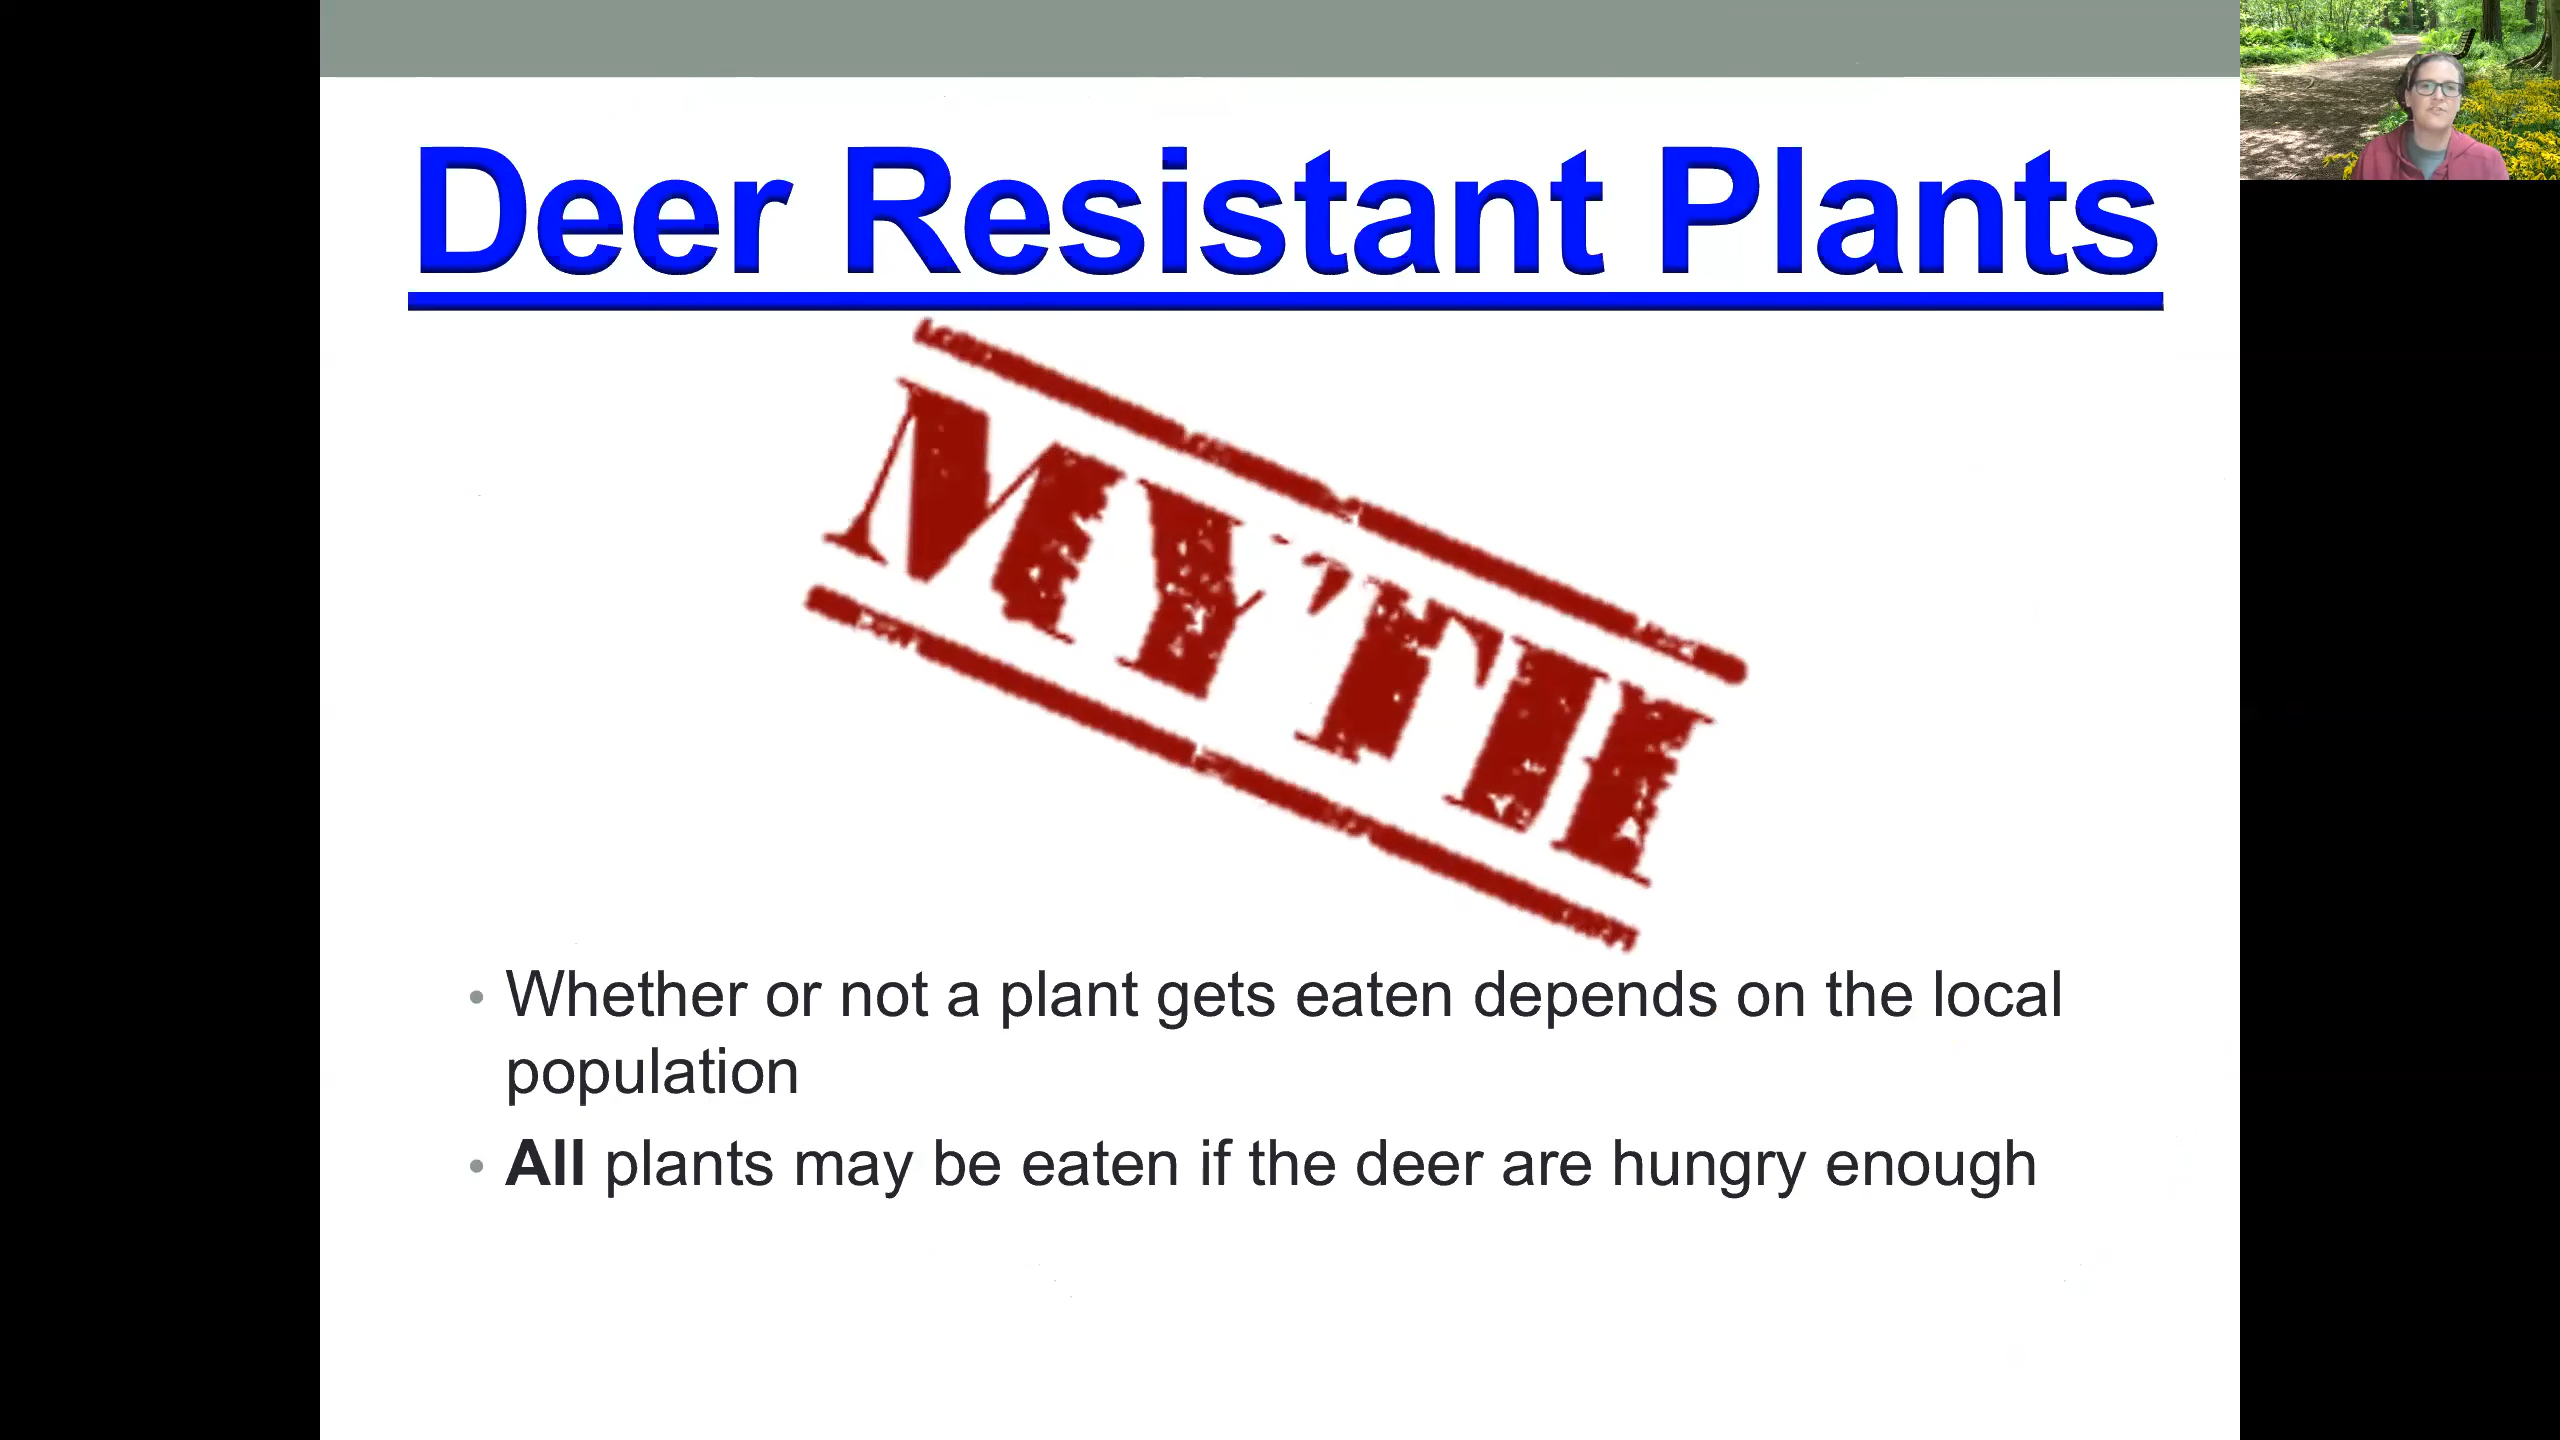 Deer Resistant Plants
MYTH
• Whether or not a plant gets eaten depends on the local
population
• All plants may be eaten if the deer are hungry enough